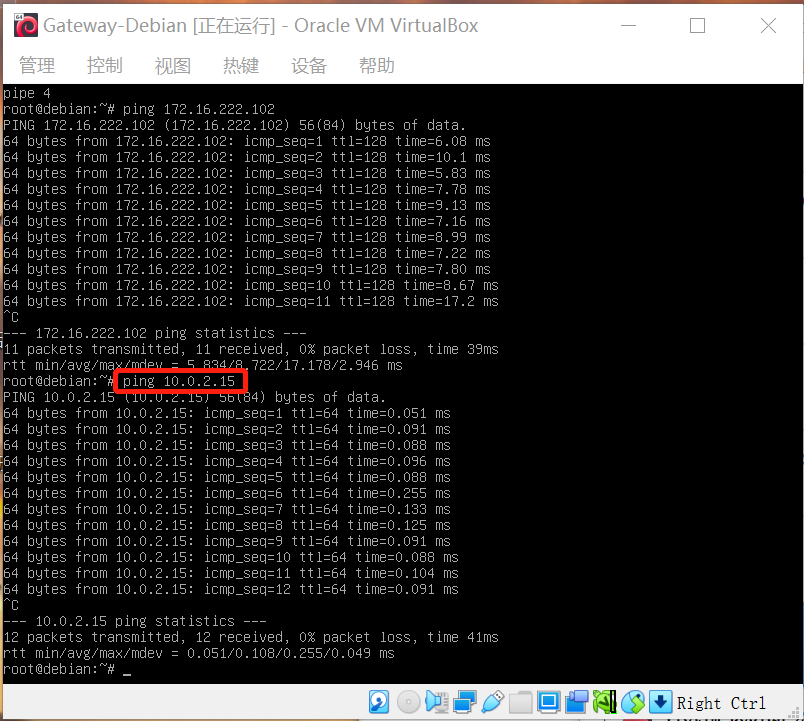 Gateway-Debian [正在运行] - Oracle VM VirtualBox
管理 控制 视图 热键 设备 帮助
pipe 4
root@debian:~# ping 172.16.222.102
PING 172.16.222.102 (172.16.222.102) 56(84) bytes of data.
64 bytes from 172.16.222.102: icmp_seq=1 ttl=128 time=6.08 ms
64 bytes from 172.16.222.102: icmp_seq=2 ttl=128 time=10.1 ms
64 bytes from 172.16.222.102: icmp_seq=3 ttl=128 time=5.83 ms
64 bytes from 172.16.222.102: icmp_seq=4 ttl=128 time=7.78 ms
64 bytes from 172.16.222.102: icmp_seq=5 ttl=128 time=9.13 ms
64 bytes from 172.16.222.102: icmp_seq=6 ttl=128 time=7.16 ms
64 bytes from 172.16.222.102: icmp_seq=7 ttl=128 time=8.99 ms
64 bytes from 172.16.222.102: icmp_seq=8 ttl=128 time=7.22 ms
64 bytes from 172.16.222.102: icmp_seq=9 ttl=128 time=7.80 ms
64 bytes from 172.16.222.102: icmp_seq=10 ttl=128 time=8.67 ms
64 bytes from 172.16.222.102: icmp_seq=11 ttl=128 time=17.2 ms
^C
--- 172.16.222.102 ping statistics ---
11 packets transmitted, 11 received, 0% packet loss, time 39ms
rtt min/avg/max/mdev = 5.834/8.722/17.178/2.946 ms
root@debian:~# ping 10.0.2.15
PING 10.0.2.15 (10.0.2.15) 56(84) bytes of data.
64 bytes from 10.0.2.15: icmp_seq=1 ttl=64 time=0.051 ms
64 bytes from 10.0.2.15: icmp_seq=2 ttl=64 time=0.091 ms
64 bytes from 10.0.2.15: icmp_seq=3 ttl=64 time=0.088 ms
64 bytes from 10.0.2.15: icmp_seq=4 ttl=64 time=0.096 ms
64 bytes from 10.0.2.15: icmp_seq=5 ttl=64 time=0.088 ms
64 bytes from 10.0.2.15: icmp_seq=6 ttl=64 time=0.255 ms
64 bytes from 10.0.2.15: icmp_seq=7 ttl=64 time=0.133 ms
64 bytes from 10.0.2.15: icmp_seq=8 ttl=64 time=0.125 ms
64 bytes from 10.0.2.15: icmp_seq=9 ttl=64 time=0.091 ms
64 bytes from 10.0.2.15: icmp_seq=10 ttl=64 time=0.088 ms
64 bytes from 10.0.2.15: icmp_seq=11 ttl=64 time=0.104 ms
64 bytes from 10.0.2.15: icmp_seq=12 ttl=64 time=0.091 ms
^C
--- 10.0.2.15 ping statistics ---
12 packets transmitted, 12 received, 0% packet loss, time 41ms
rtt min/avg/max/mdev = 0.051/0.108/0.255/0.049 ms
root@debian:~# _
Right Ctrl